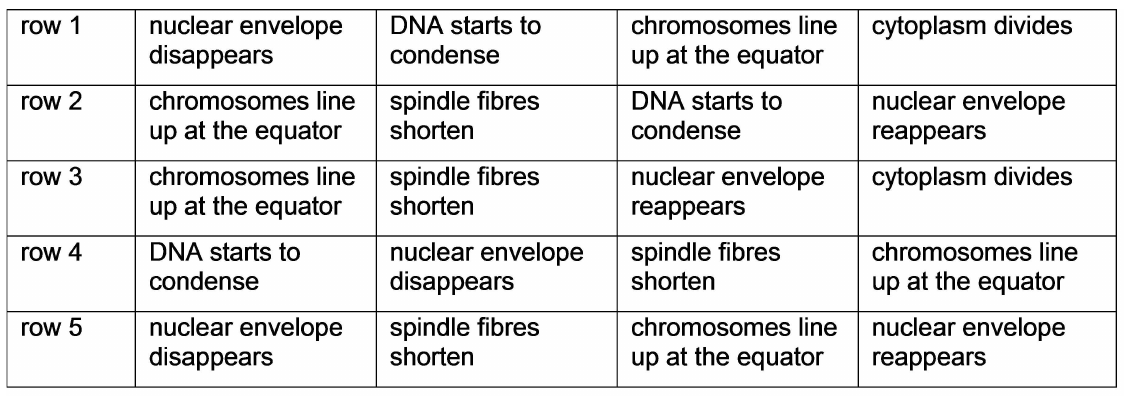 row 1 nuclear envelope disappears DNA starts to condense chromosomes line up at the equator cytoplasm divides
row 2 chromosomes line up at the equator spindle fibres shorten DNA starts to condense nuclear envelope reappears
row 3 chromosomes line up at the equator spindle fibres shorten nuclear envelope reappears cytoplasm divides
row 4 DNA starts to condense nuclear envelope disappears spindle fibres shorten chromosomes line up at the equator
row 5 nuclear envelope disappears spindle fibres shorten chromosomes line up at the equator nuclear envelope reappears